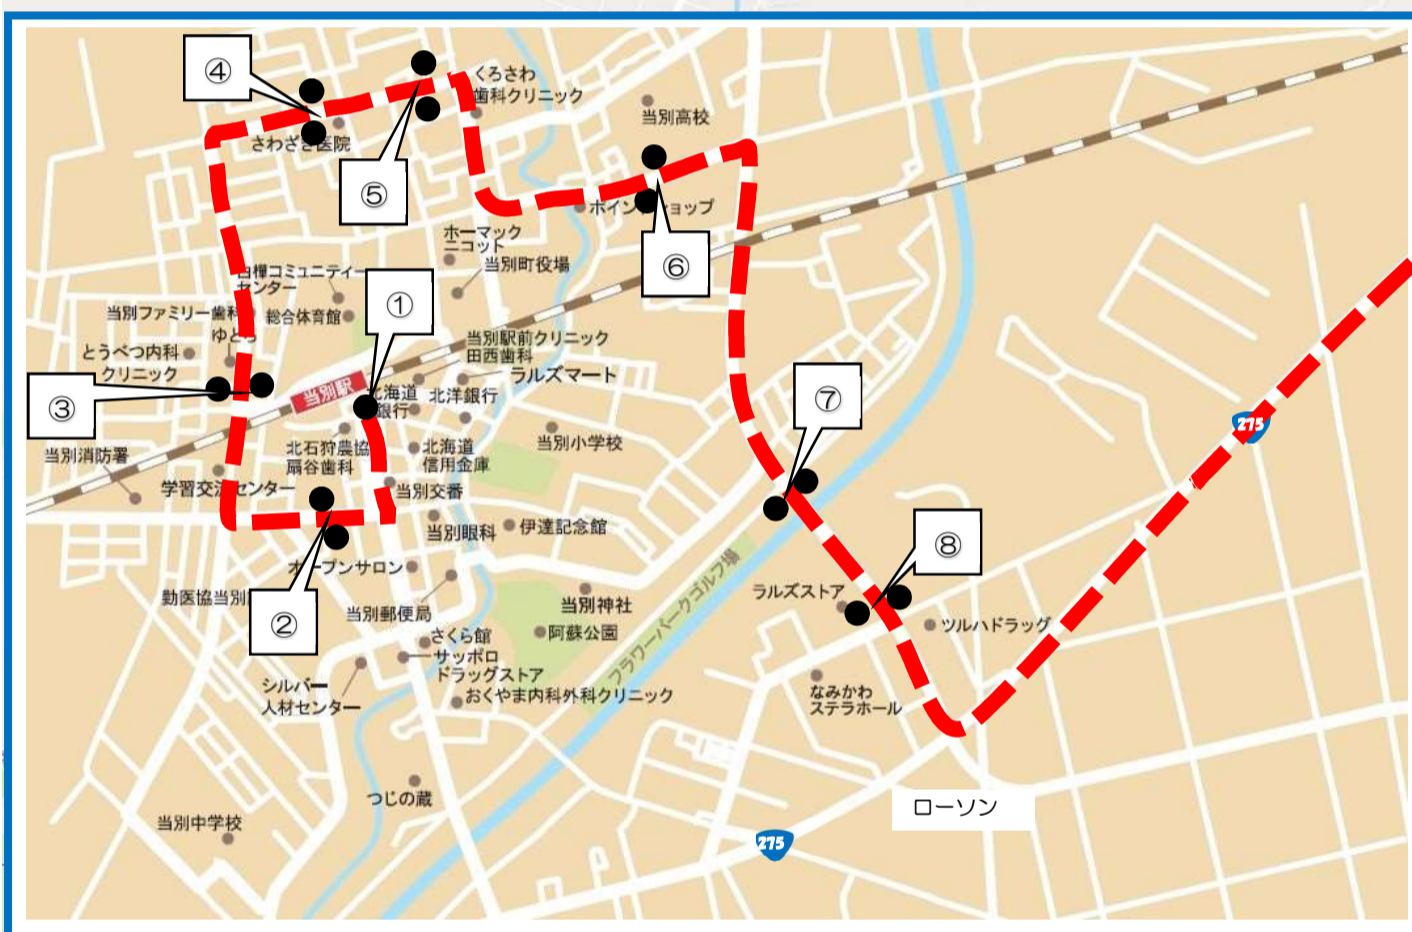 ④
くろさわ
歯科クリニック
当別高校
さわざき医院
⑤
ポイントショップ
ホーマック
ニコット
当別町役場
⑥
白樺コミュニティー
センター
①
当別ファミリー歯科
総合体育館
ゆとろ
当別駅前クリニック
田西歯科
とうべつ内科
クリニック
ラルズマート
③
当別駅
北海道
銀行
北洋銀行
⑦
275
当別消防署
北石狩農協
扇谷歯科
北海道
信用金庫
当別小学校
学習交流センター
当別交番
当別眼科
伊達記念館
⑧
オープンサロン
勤医協当別
②
当別郵便局
当別神社
フラワーパークゴルフ場
ラルズストア
ツルハドラッグ
さくら館
阿蘇公園
サッポロ
ドラッグストア
シルバー
人材センター
おくやま内科外科クリニック
なみかわ
ステラホール
つじの蔵
ローソン
当別中学校
275